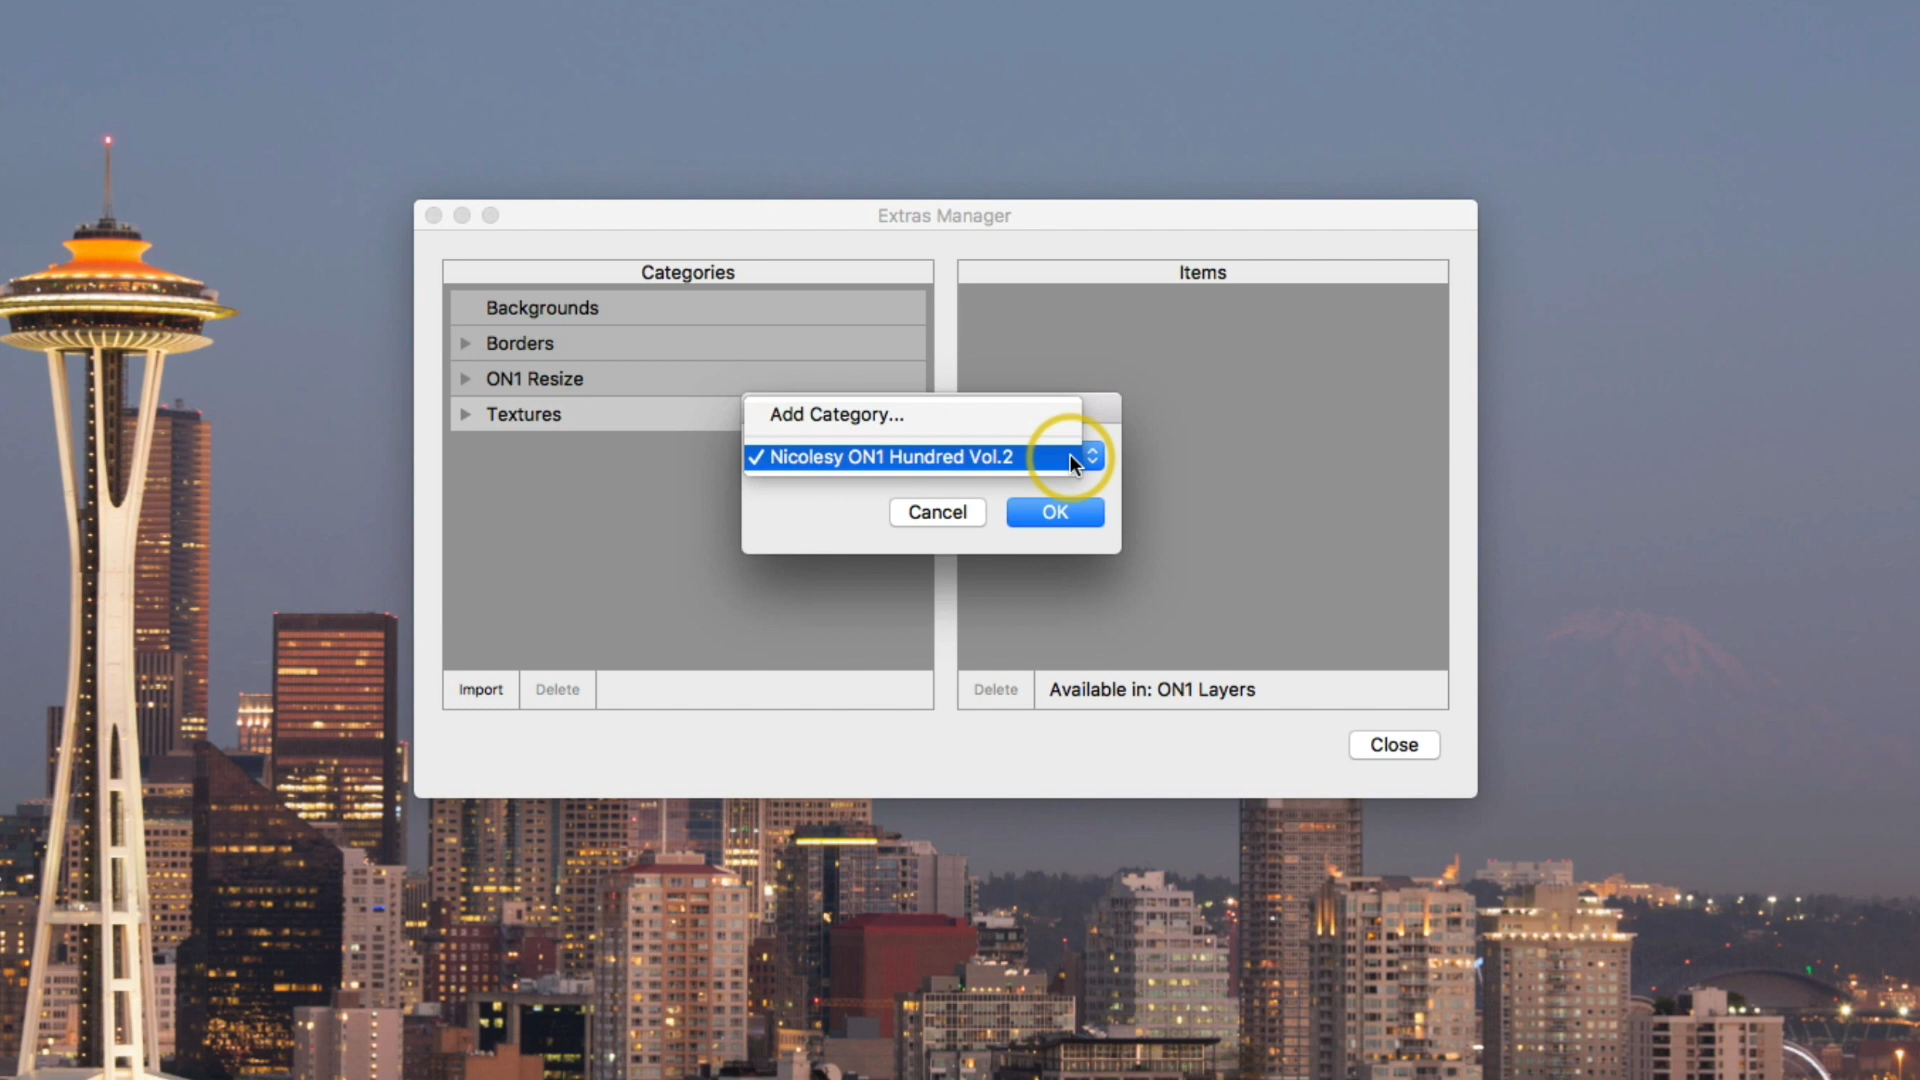 Extras Manager
Categories
Items
Backgrounds
Borders
ON1 Resize
Textures
Add Category...
✓ Nicolesy ON1 Hundred Vol.2
Cancel
OK
Import
Delete
Delete
Available in: ON1 Layers
Close